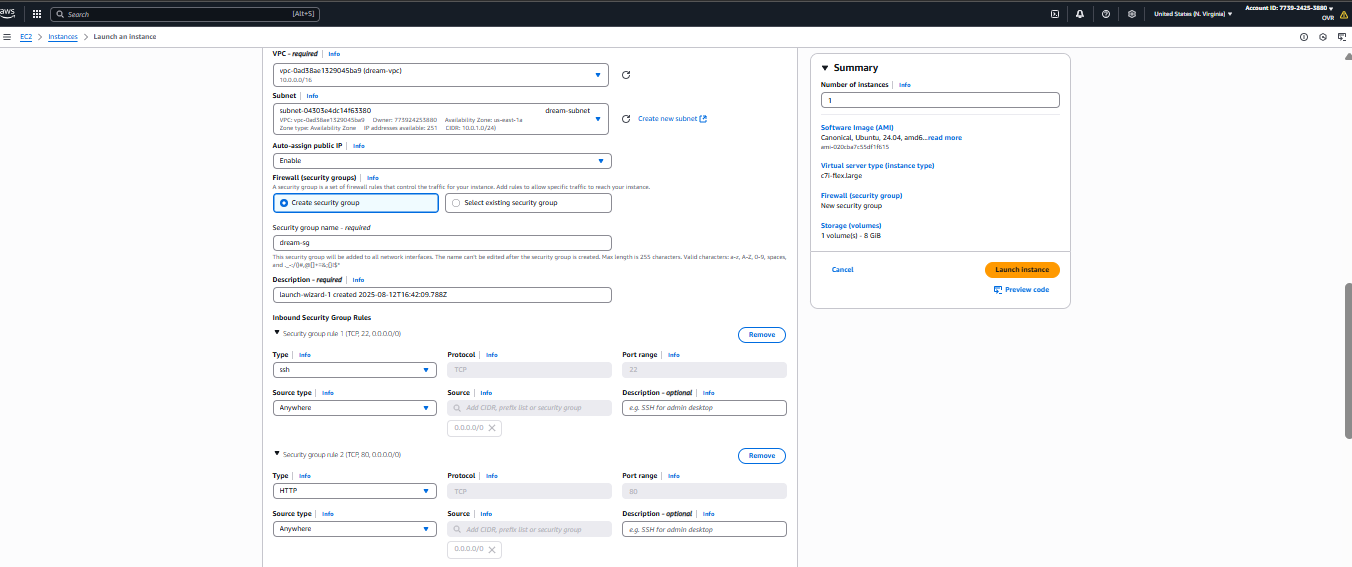 aws
Search [Alt+S]
United States (N. Virginia)
Account ID: 7739-2425-3880
OVR
EC2 > Instances > Launch an instance
VPC - required Info
vpc-0ad38ae1329045ba9 (dream-vpc)
10.0.0.0/16
Subnet Info
subnet-04303e4dc14f63380 dream-subnet
VPC: vpc-0ad38ae1329045ba9 Owner: 773924253880 Availability Zone: us-east-1a
Zone type: Availability Zone IP addresses available: 251 CIDR: 10.0.1.0/24)
Create new subnet
Auto-assign public IP Info
Enable
Firewall (security groups) Info
A security group is a set of firewall rules that control the traffic for your instance. Add rules to allow specific traffic to reach your instance.
Create security group
Select existing security group
Security group name - required
dream-sg
This security group will be added to all network interfaces. The name can't be edited after the security group is created. Max length is 255 characters. Valid characters: a-z, A-Z, 0-9, spaces,
Description - required Info
launch-wizard-1 created 2025-08-12T16:42:09.788Z
Inbound Security Group Rules
Security group rule 1 (TCP, 22, 0.0.0.0/0)
Remove
Type Info Protocol Info Port range Info
ssh TCP 22
Source type Info Source Info Description - optional Info
Anywhere Add CIDR, prefix list or security group e.g. SSH for admin desktop
0.0.0.0/0
Security group rule 2 (TCP, 80, 0.0.0.0/0)
Remove
Type Info Protocol Info Port range Info
HTTP TCP 80
Source type Info Source Info Description - optional Info
Anywhere Add CIDR, prefix list or security group e.g. SSH for admin desktop
0.0.0.0/0
Summary
Number of instances Info
1
Software Image (AMI)
Canonical, Ubuntu, 24.04, amd6...read more
ami-020cba7c55df1f615
Virtual server type (instance type)
c7i-flex.large
Firewall (security group)
New security group
Storage (volumes)
1 volume(s) - 8 GiB
Cancel
Launch instance
Preview code